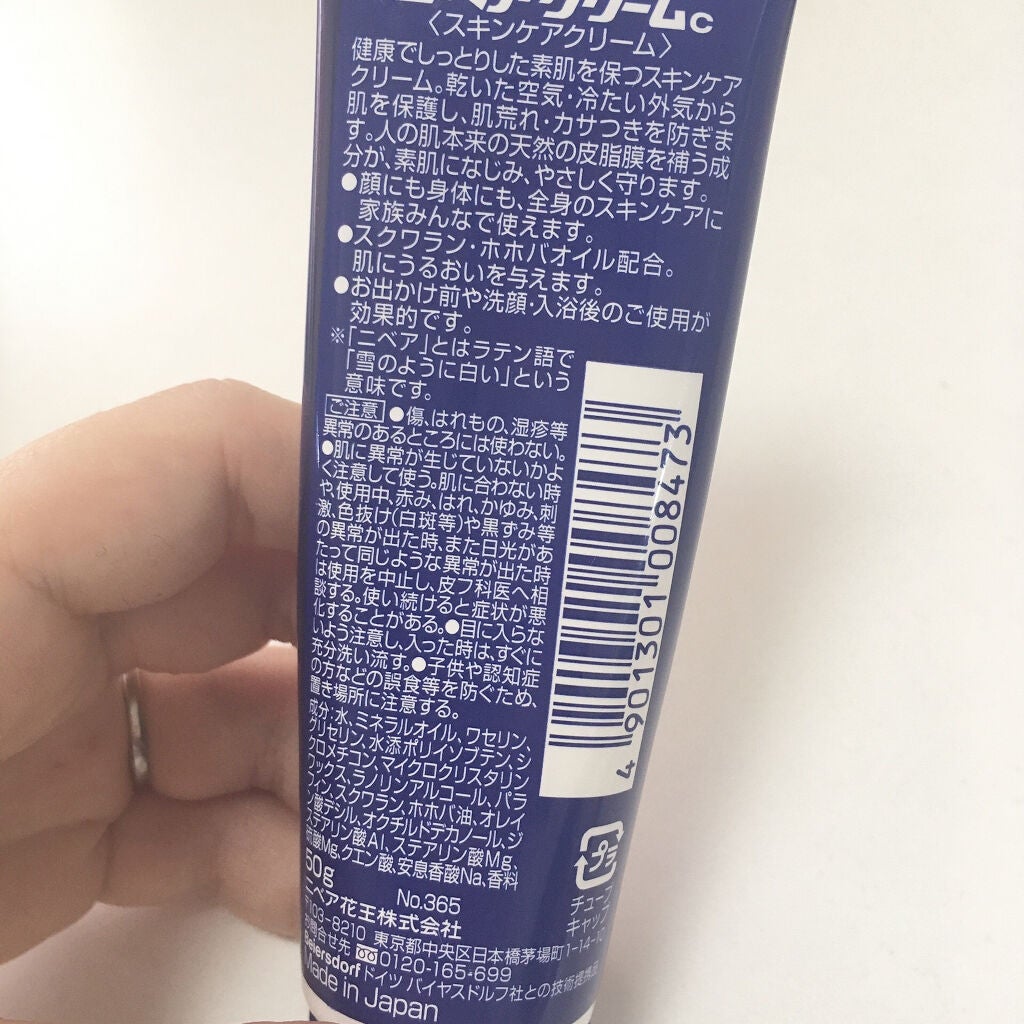 ニベアクリームc
〈スキンケアクリーム〉
健康でしっとりした素肌を保つスキンケア
クリーム。乾いた空気・冷たい外気から
肌を保護し、肌荒れ・カサつきを防ぎま
す。人の肌本来の天然の皮脂膜を補う成
分が、素肌になじみ、やさしく守ります。
●顔にも身体にも、全身のスキンケアに
家族みんなで使えます。
●スクワラン・ホホバオイル配合。
肌にうるおいを与えます。
●お出かけ前や洗顔・入浴後のご使用が
効果的です。
※「ニベア」とはラテン語で
「雪のように白い」という
意味です。
ご注意 ●傷、はれもの、湿疹等
異常のあるところには使わない。
●肌に異常が生じていないかよ
く注意して使う。肌に合わない時
や、使用中、赤み、はれ、かゆみ、刺
激、色抜け(白斑等)や黒ずみ等
の異常が出た時、また日光があ
たって同じような異常が出た時
は使用を中止し、皮フ科医へ相
談する。使い続けると症状が悪
化することがある。●目に入らな
いよう注意し、入った時は、すぐに
充分洗い流す。●子供や認知症
の方などの誤食等を防ぐため、
置き場所に注意する。
成分:水、ミネラルオイル、ワセリン、
グリセリン、水添ポリイソブテン、シ
クロメチコン、マイクロクリスタリン
ワックス、ラノリンアルコール、パラ
フィン、スクワラン、ホホバ油、オレイ
ン酸デシル、オクチルドデカノール、ジ
ステアリン酸Al、ステアリン酸Mg、
硫酸Mg、クエン酸、安息香酸Na、香料
50g No.365
ニベア花王株式会社
〒103-8210 東京都中央区日本橋茅場町1-14-10
お問合せ先 0120-165-699
Beiersdorf ドイツ バイヤスドルフ社との技術提携品
Made in Japan
4 901301 008473
プラ
チューブ
キャップ